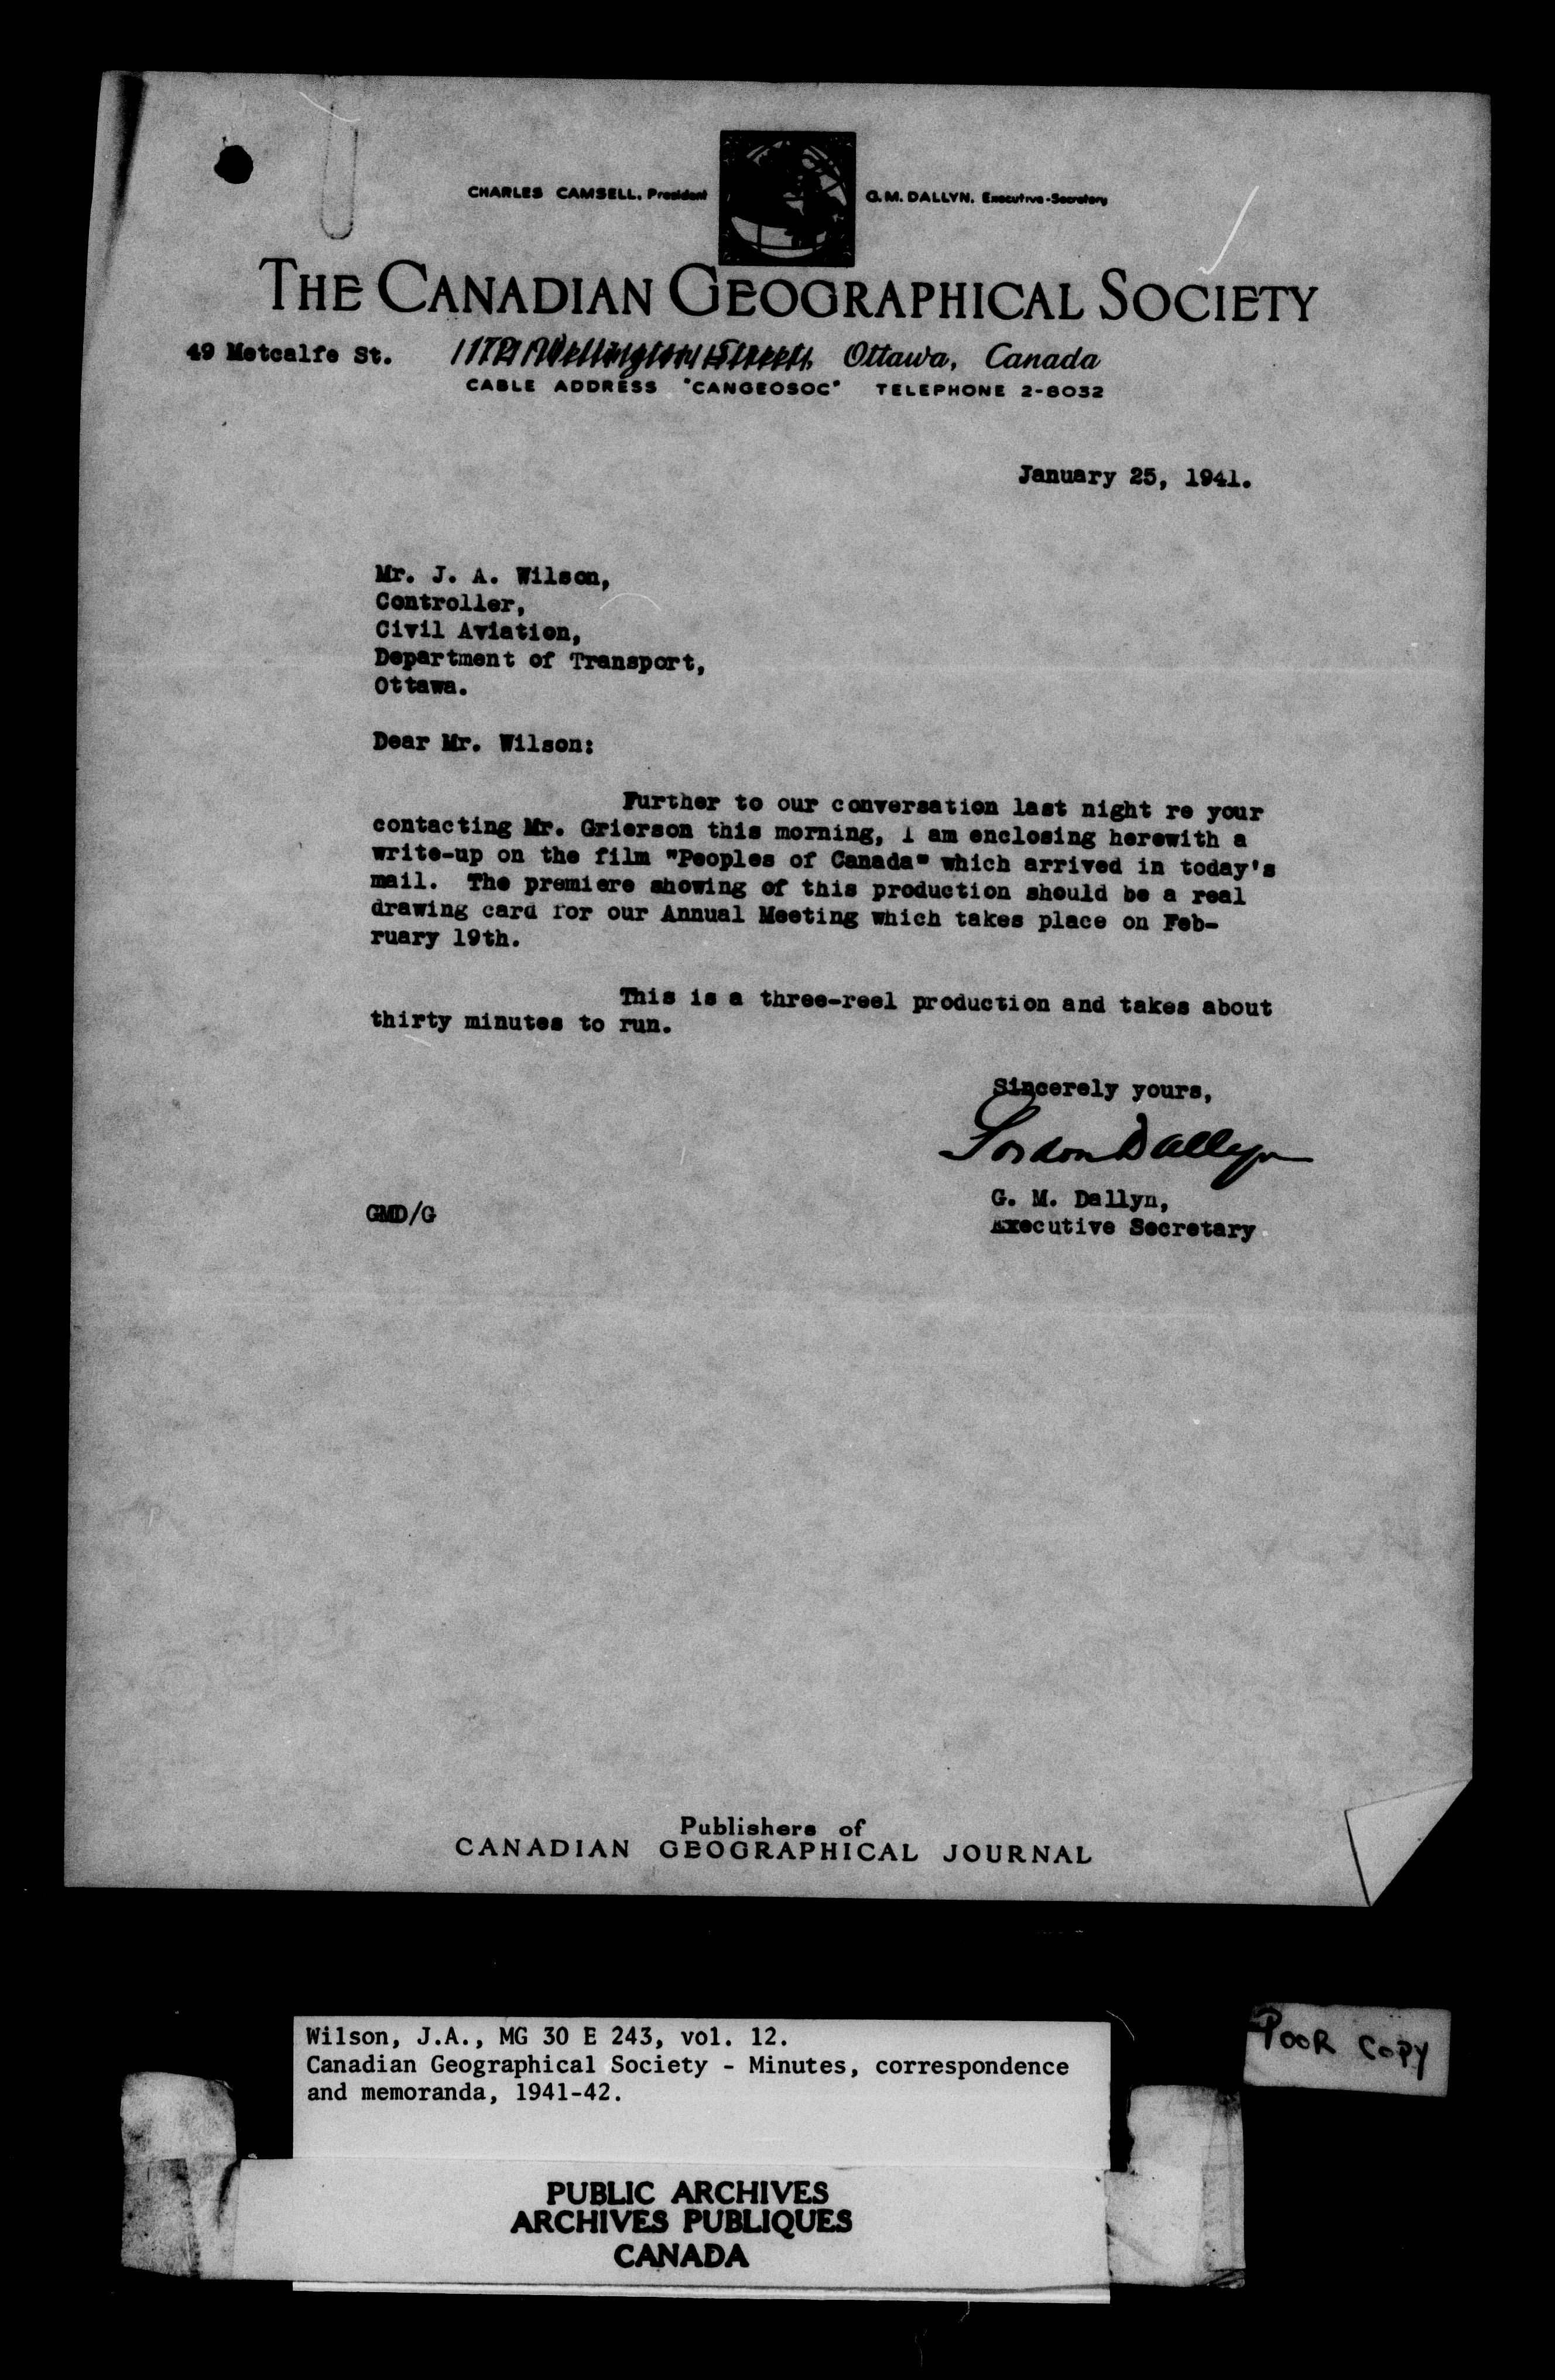 CHARLES CAMSELL, President
G. M. DALLYN, Executive-Secretary
THE CANADIAN GEOGRAPHICAL SOCIETY
49 Metcalfe St. Wellington Street, Ottawa, Canada
CABLE ADDRESS "CANGEOSOC" TELEPHONE 2-8032
January 25, 1941.
Mr. J. A. Wilson,
Controller,
Civil Aviation,
Department of Transport,
Ottawa.
Dear Mr. Wilson:
Further to our conversation last night re your
contacting Mr. Grierson this morning, I am enclosing herewith a
write-up on the film "Peoples of Canada" which arrived in today's
mail. The premiere showing of this production should be a real
drawing card for our Annual Meeting which takes place on Feb-
ruary 19th.
This is a three-reel production and takes about
thirty minutes to run.
Sincerely yours,
Gordon Dallyn
G. M. Dallyn,
Executive Secretary
GMD/G
Publishers of
CANADIAN GEOGRAPHICAL JOURNAL
Wilson, J.A., MG 30 E 243, vol. 12.
Canadian Geographical Society - Minutes, correspondence
and memoranda, 1941-42.
POOR COPY
PUBLIC ARCHIVES
ARCHIVES PUBLIQUES
CANADA